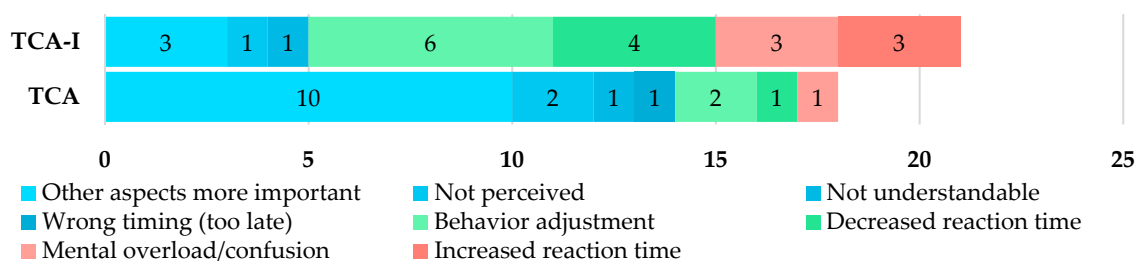 TCA-I 3 1 1 6 4 3 3
TCA 10 2 1 1 2 1 1
0 5 10 15 20 25
Other aspects more important Not perceived Not understandable
Wrong timing (too late) Behavior adjustment Decreased reaction time
Mental overload/confusion Increased reaction time